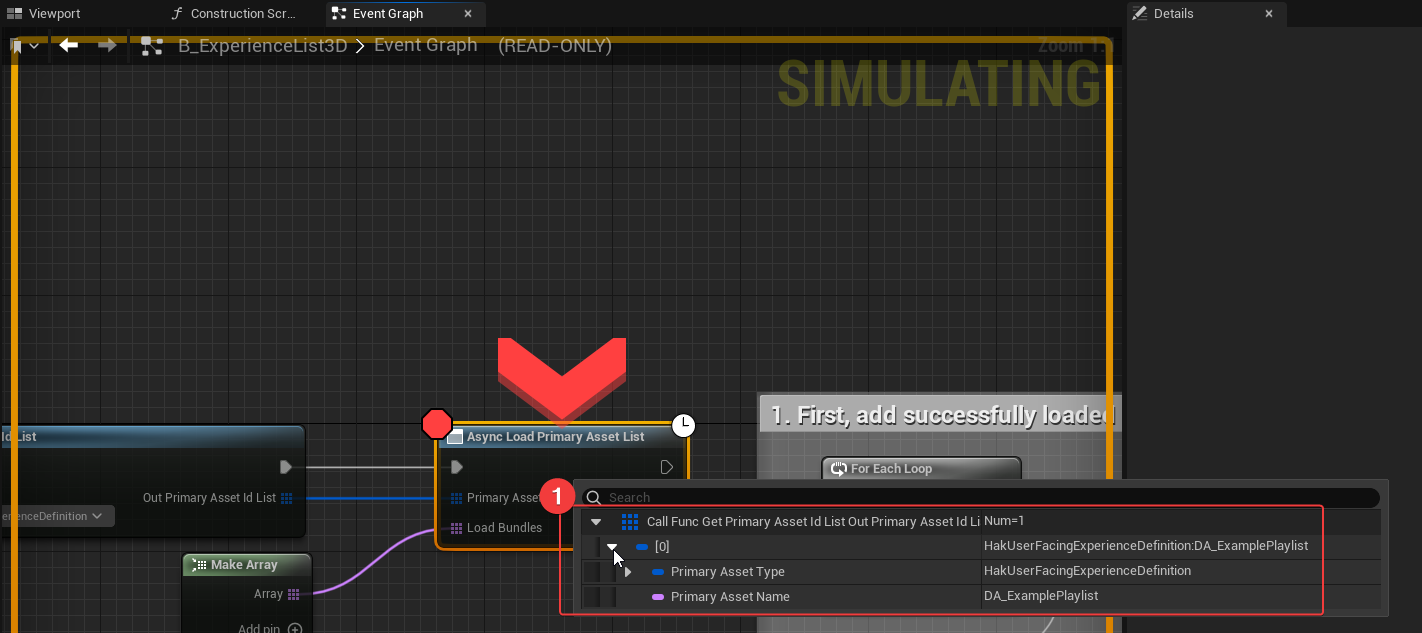 Viewport
Construction Scr...
Event Graph
Details
B_ExperienceList3D
Event Graph
(READ-ONLY)
Zoom 1:1
SIMULATING
1. First, add successfully loaded
Id List
Async Load Primary Asset List
For Each Loop
Out Primary Asset Id List
Primary Asset
1
Search
erienceDefinition
Load Bundles
Call Func Get Primary Asset Id List Out Primary Asset Id Li
Num=1
[0]
HakUserFacingExperienceDefinition:DA_ExamplePlaylist
Make Array
Primary Asset Type
HakUserFacingExperienceDefinition
Array
Primary Asset Name
DA_ExamplePlaylist
Add pin